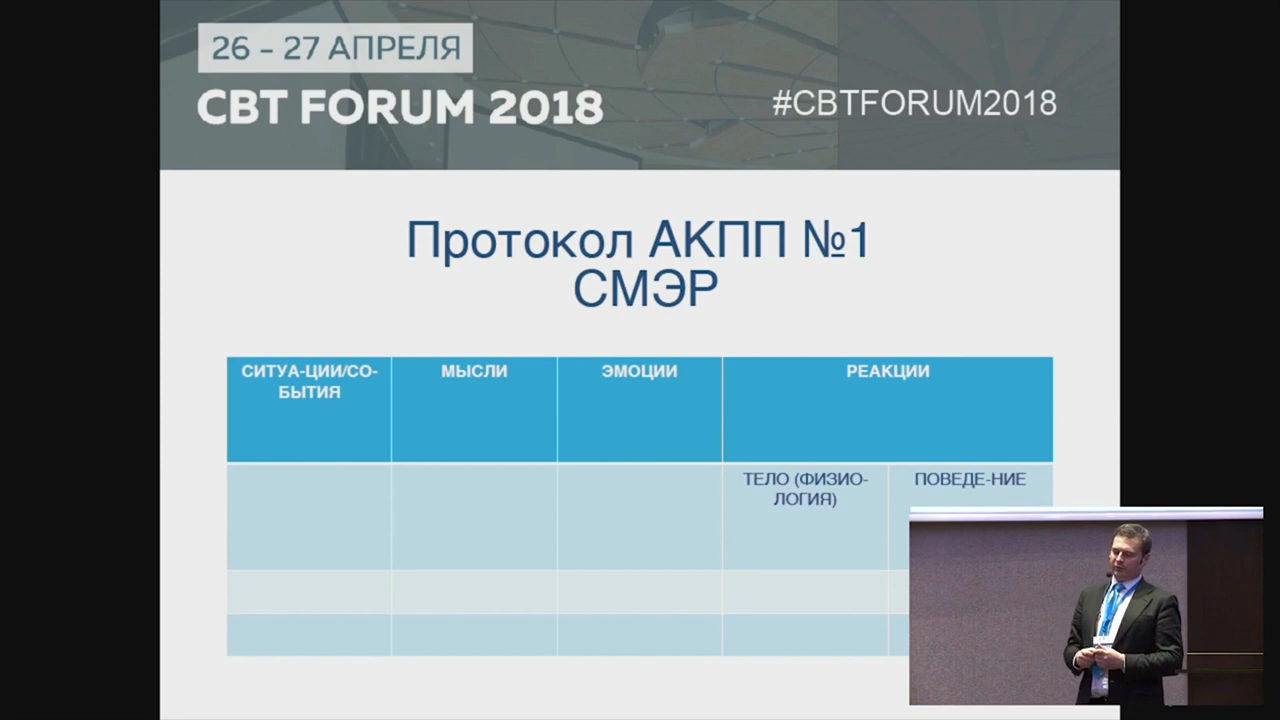 26 – 27 АПРЕЛЯ
CBT FORUM 2018
#CBTFORUM2018
Протокол АКПП №1
СМЭР
СИТУА-ЦИИ/СО-
БЫТИЯ
МЫСЛИ
ЭМОЦИИ
РЕАКЦИИ
ТЕЛО (ФИЗИО-
ЛОГИЯ)
ПОВЕДЕ-НИЕ